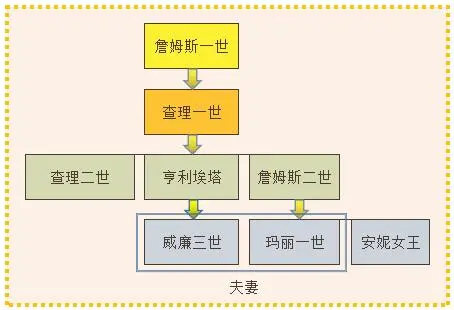 詹姆斯一世
查理一世
查理二世
亨利埃塔
詹姆斯二世
威廉三世
玛丽一世
安妮女王
夫妻